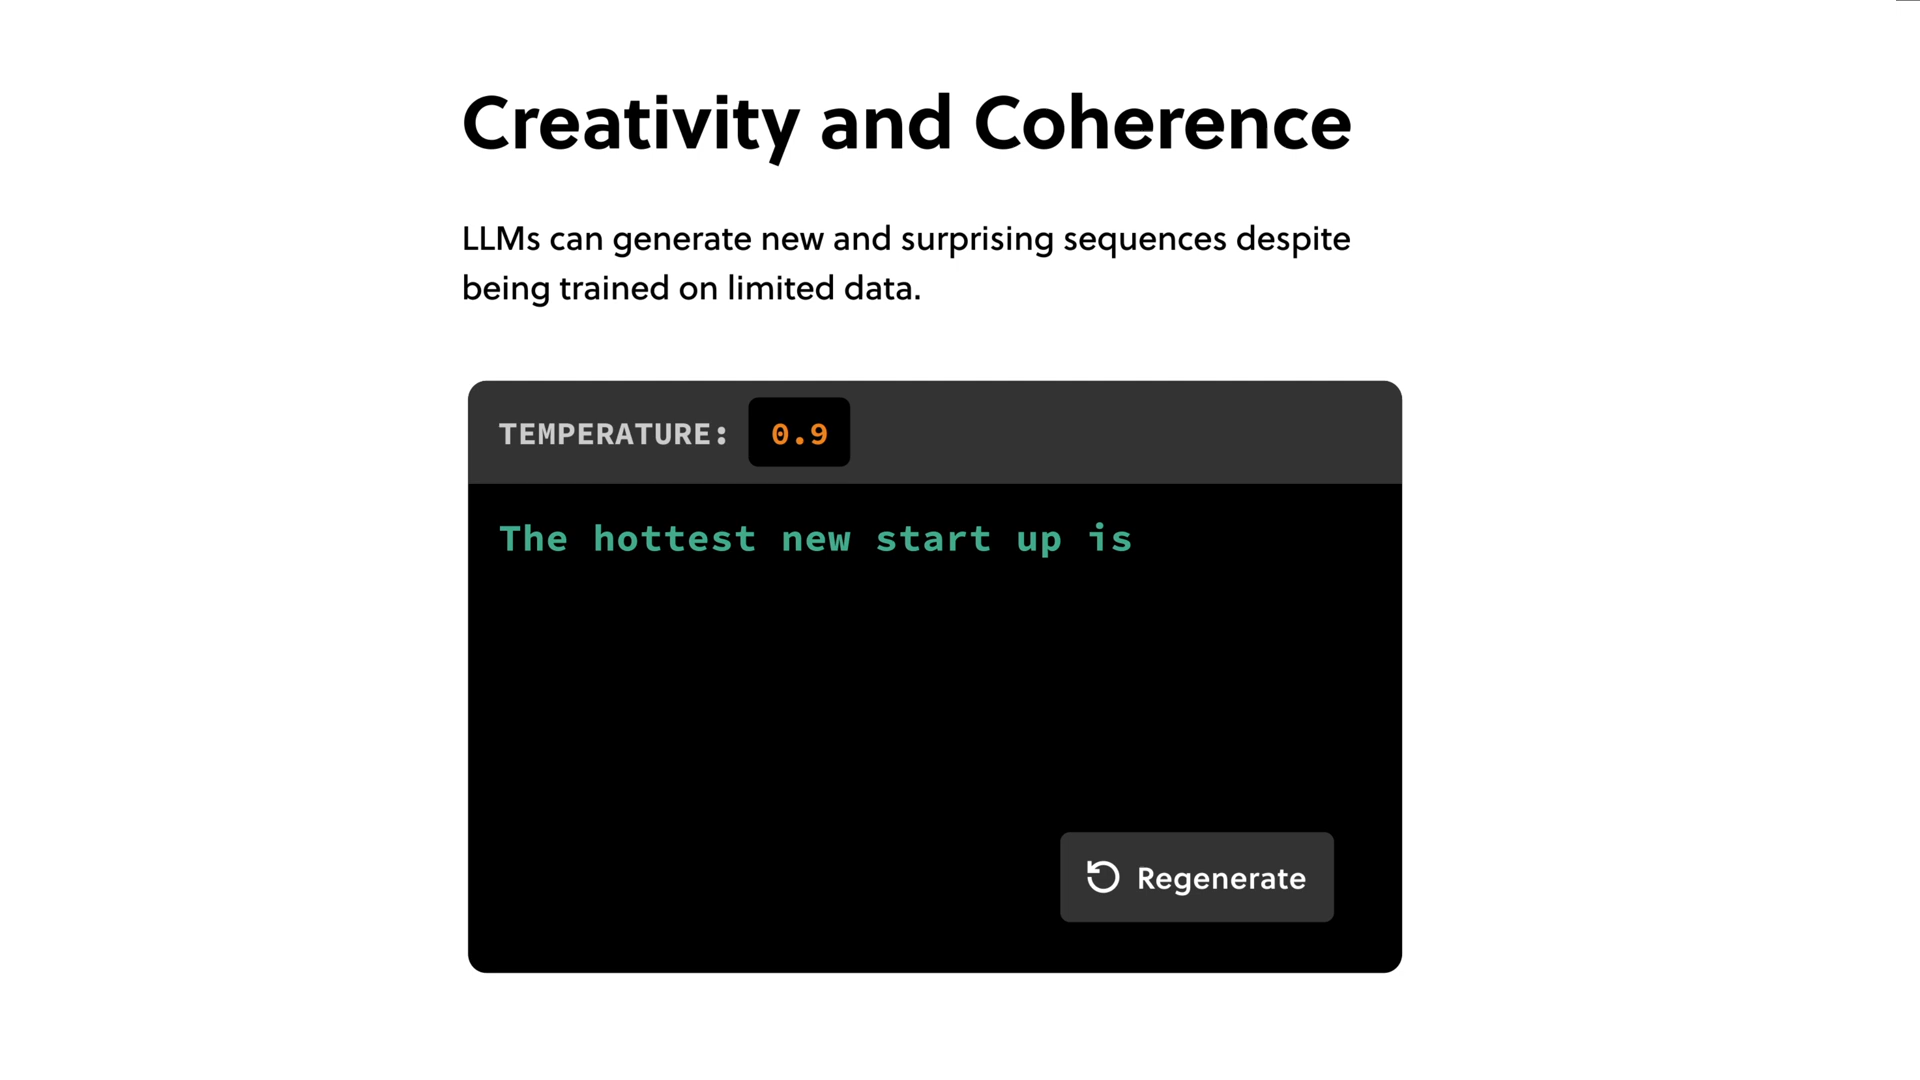 Creativity and Coherence
LLMs can generate new and surprising sequences despite
being trained on limited data.
TEMPERATURE: 0.9
The hottest new start up is
Regenerate